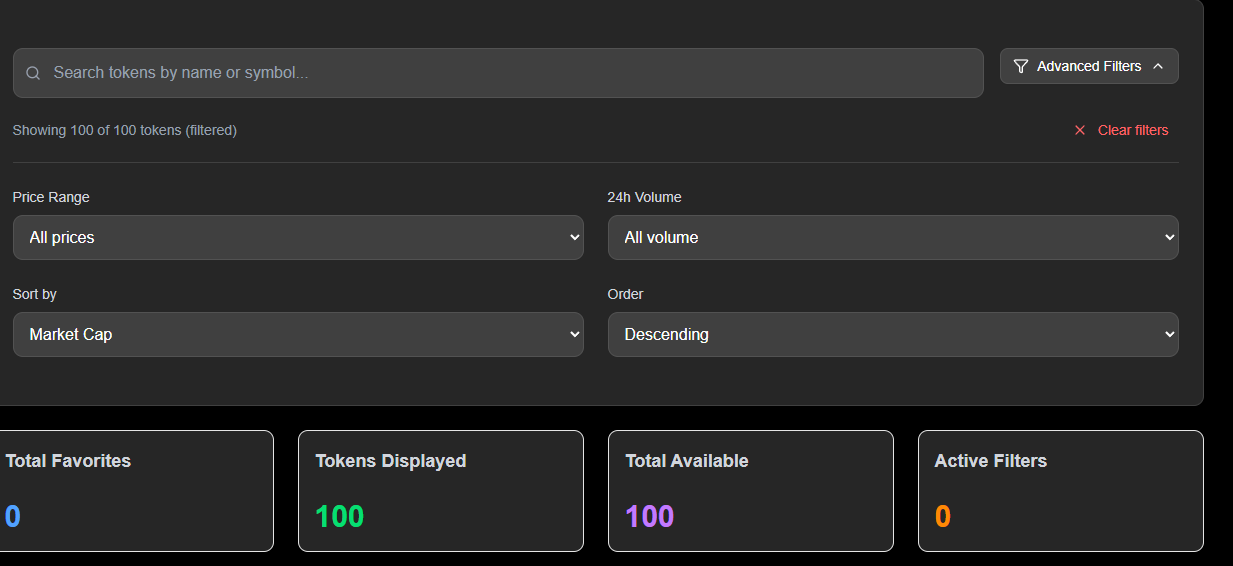 Search tokens by name or symbol...
Advanced Filters
Showing 100 of 100 tokens (filtered)
Clear filters
Price Range
24h Volume
All prices
All volume
Sort by
Order
Market Cap
Descending
Total Favorites
Tokens Displayed
Total Available
Active Filters
0
100
100
0